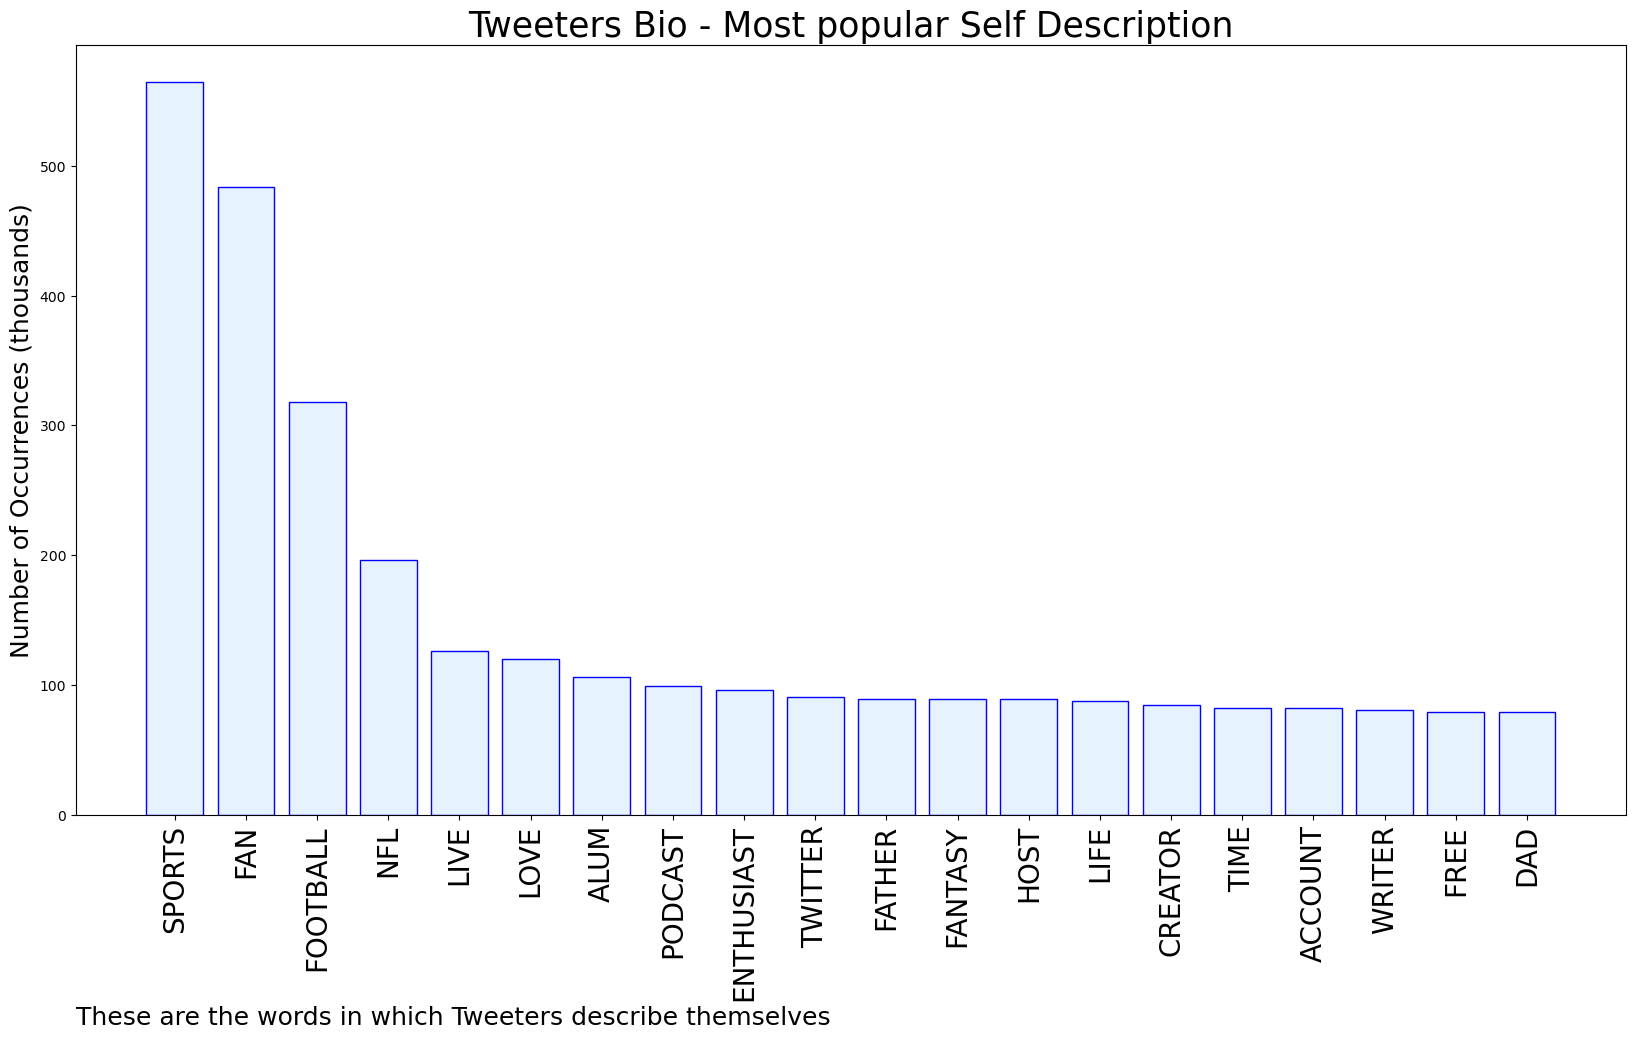 Tweeters Bio - Most popular Self Description
Number of Occurrences (thousands)
500
400
300
200
100
0
SPORTS
FAN
FOOTBALL
NFL
LIVE
LOVE
ALUM
PODCAST
ENTHUSIAST
TWITTER
FATHER
FANTASY
HOST
LIFE
CREATOR
TIME
ACCOUNT
WRITER
FREE
DAD
These are the words in which Tweeters describe themselves